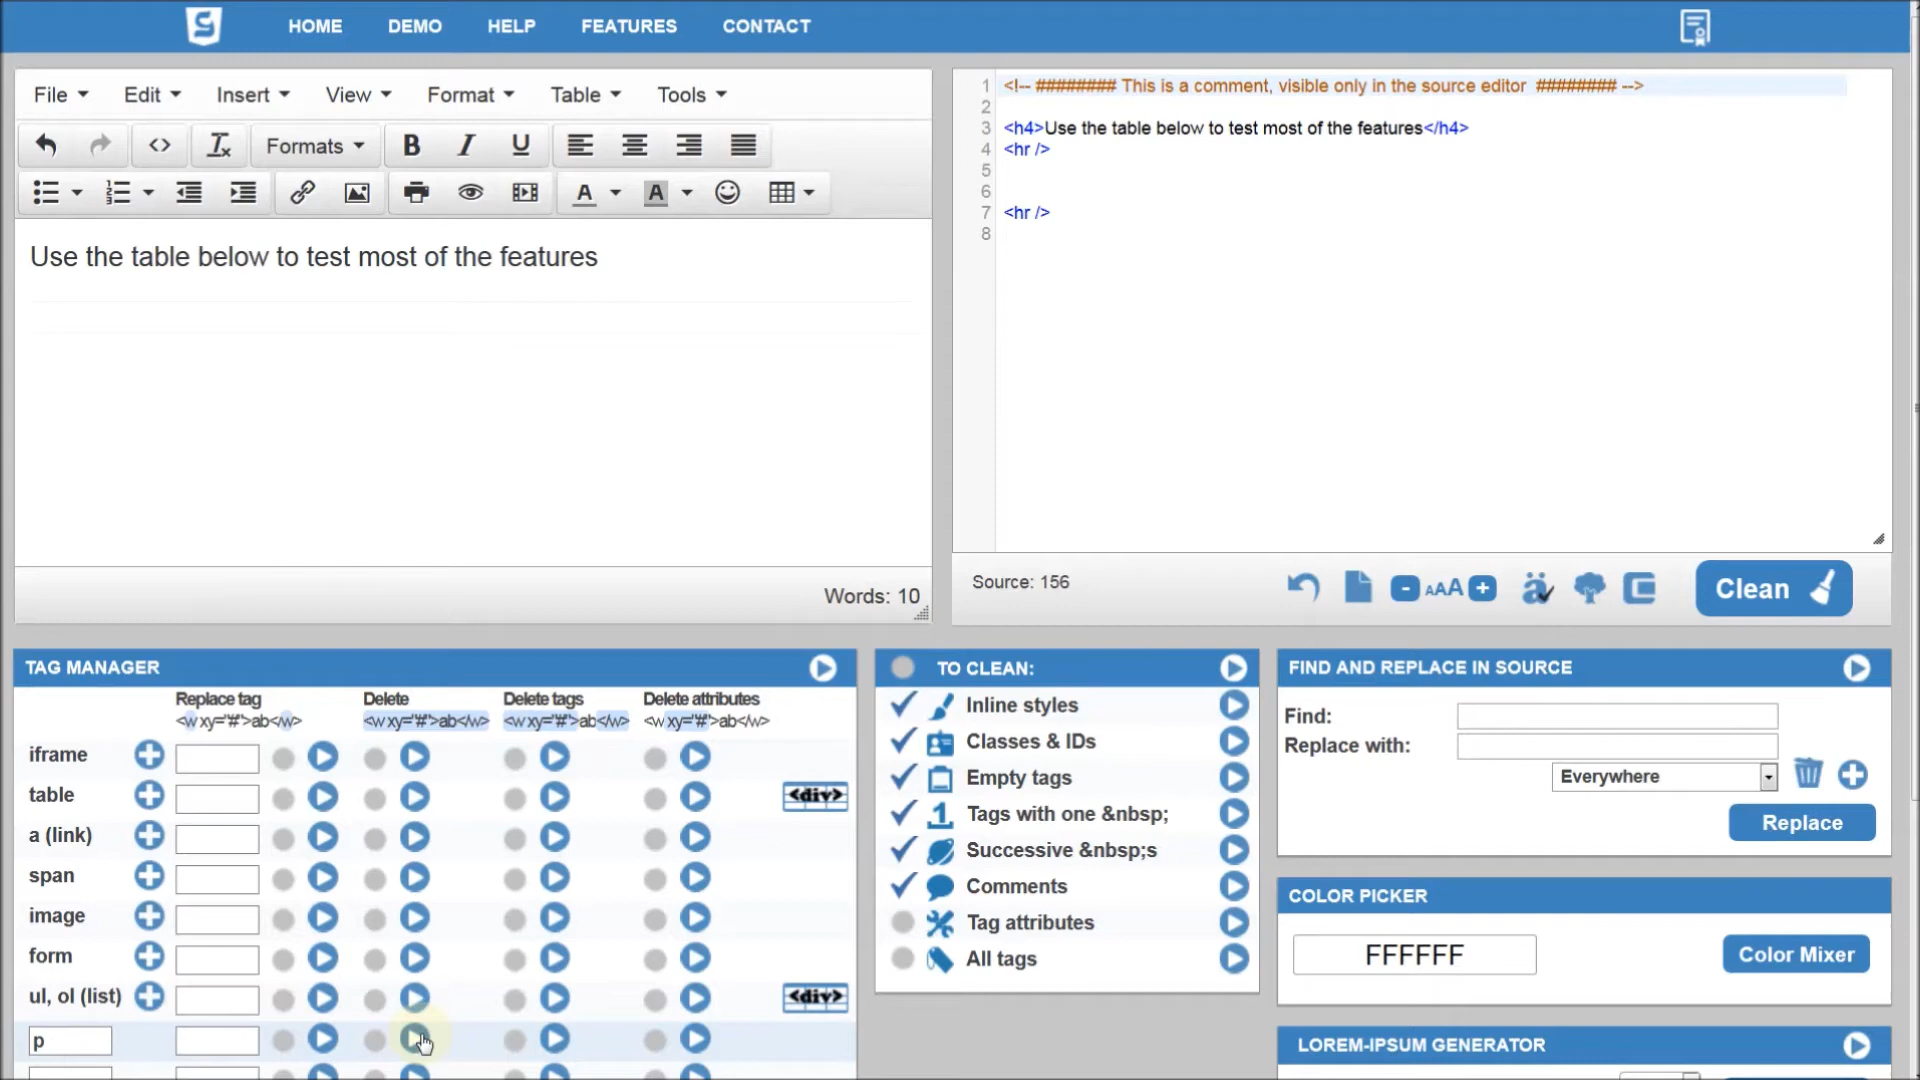 HOME DEMO HELP FEATURES CONTACT
File Edit Insert View Format Table Tools
Formats B I U
A A
Use the table below to test most of the features
Words: 10
1 <!-- ######## This is a comment, visible only in the source editor ######## -->
2
3 <h4>Use the table below to test most of the features</h4>
4 <hr />
5
6
7 <hr />
8
Source: 156
- AAA +
Clean
TAG MANAGER
Replace tag Delete Delete tags Delete attributes
<w xy='#'>ab</w> <w xy='#'>ab</w> <w xy='#'>ab</w> <w xy='#'>ab</w>
iframe
table <div>
a (link)
span
image
form
ul, ol (list) <div>
p
TO CLEAN:
Inline styles
Classes & IDs
Empty tags
Tags with one &nbsp;
Successive &nbsp;s
Comments
Tag attributes
All tags
FIND AND REPLACE IN SOURCE
Find:
Replace with:
Everywhere
Replace
COLOR PICKER
FFFFFF
Color Mixer
LOREM-IPSUM GENERATOR